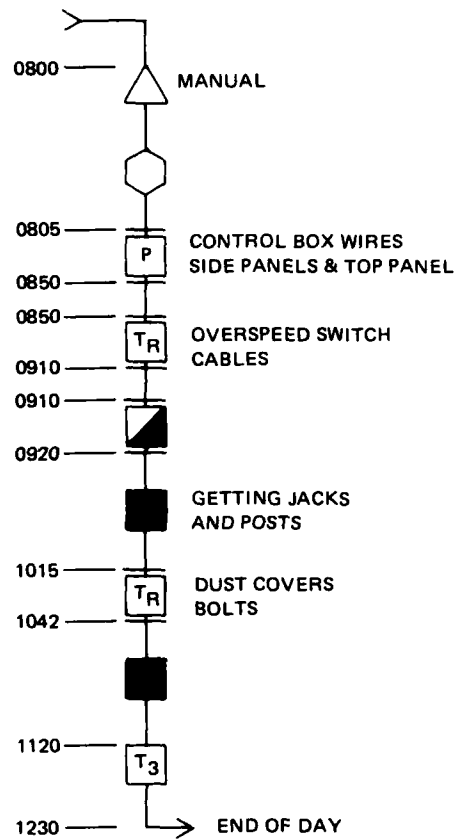 0800
MANUAL
0805
P
CONTROL BOX WIRES
SIDE PANELS & TOP PANEL
0850
0850
TR
OVERSPEED SWITCH
CABLES
0910
0910
0920
GETTING JACKS
AND POSTS
1015
TR
DUST COVERS
BOLTS
1042
1120
T3
1230
END OF DAY